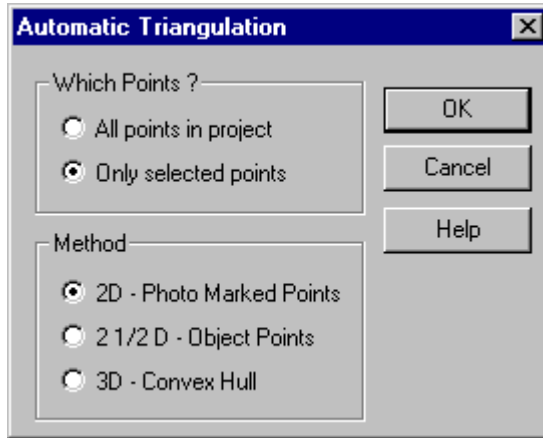 Automatic Triangulation
Which Points ?
All points in project
Only selected points
OK
Cancel
Help
Method
2D - Photo Marked Points
2 1/2 D - Object Points
3D - Convex Hull